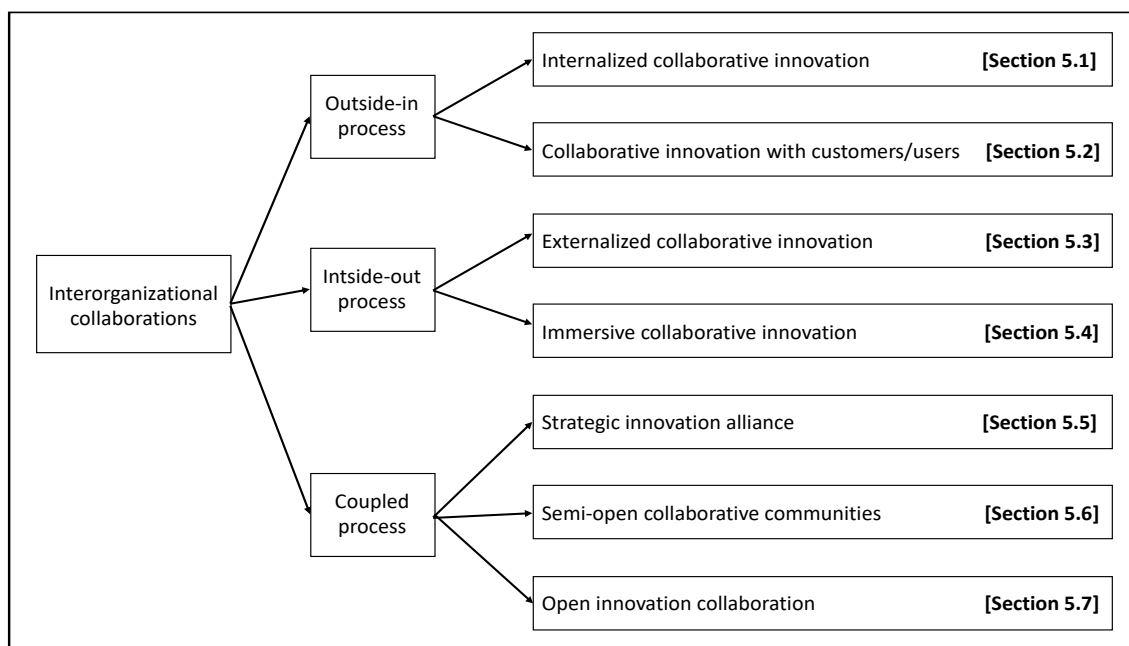 Interorganizational
collaborations
Outside-in
process
Internalized collaborative innovation [Section 5.1]
Collaborative innovation with customers/users [Section 5.2]
Intside-out
process
Externalized collaborative innovation [Section 5.3]
Immersive collaborative innovation [Section 5.4]
Coupled
process
Strategic innovation alliance [Section 5.5]
Semi-open collaborative communities [Section 5.6]
Open innovation collaboration [Section 5.7]